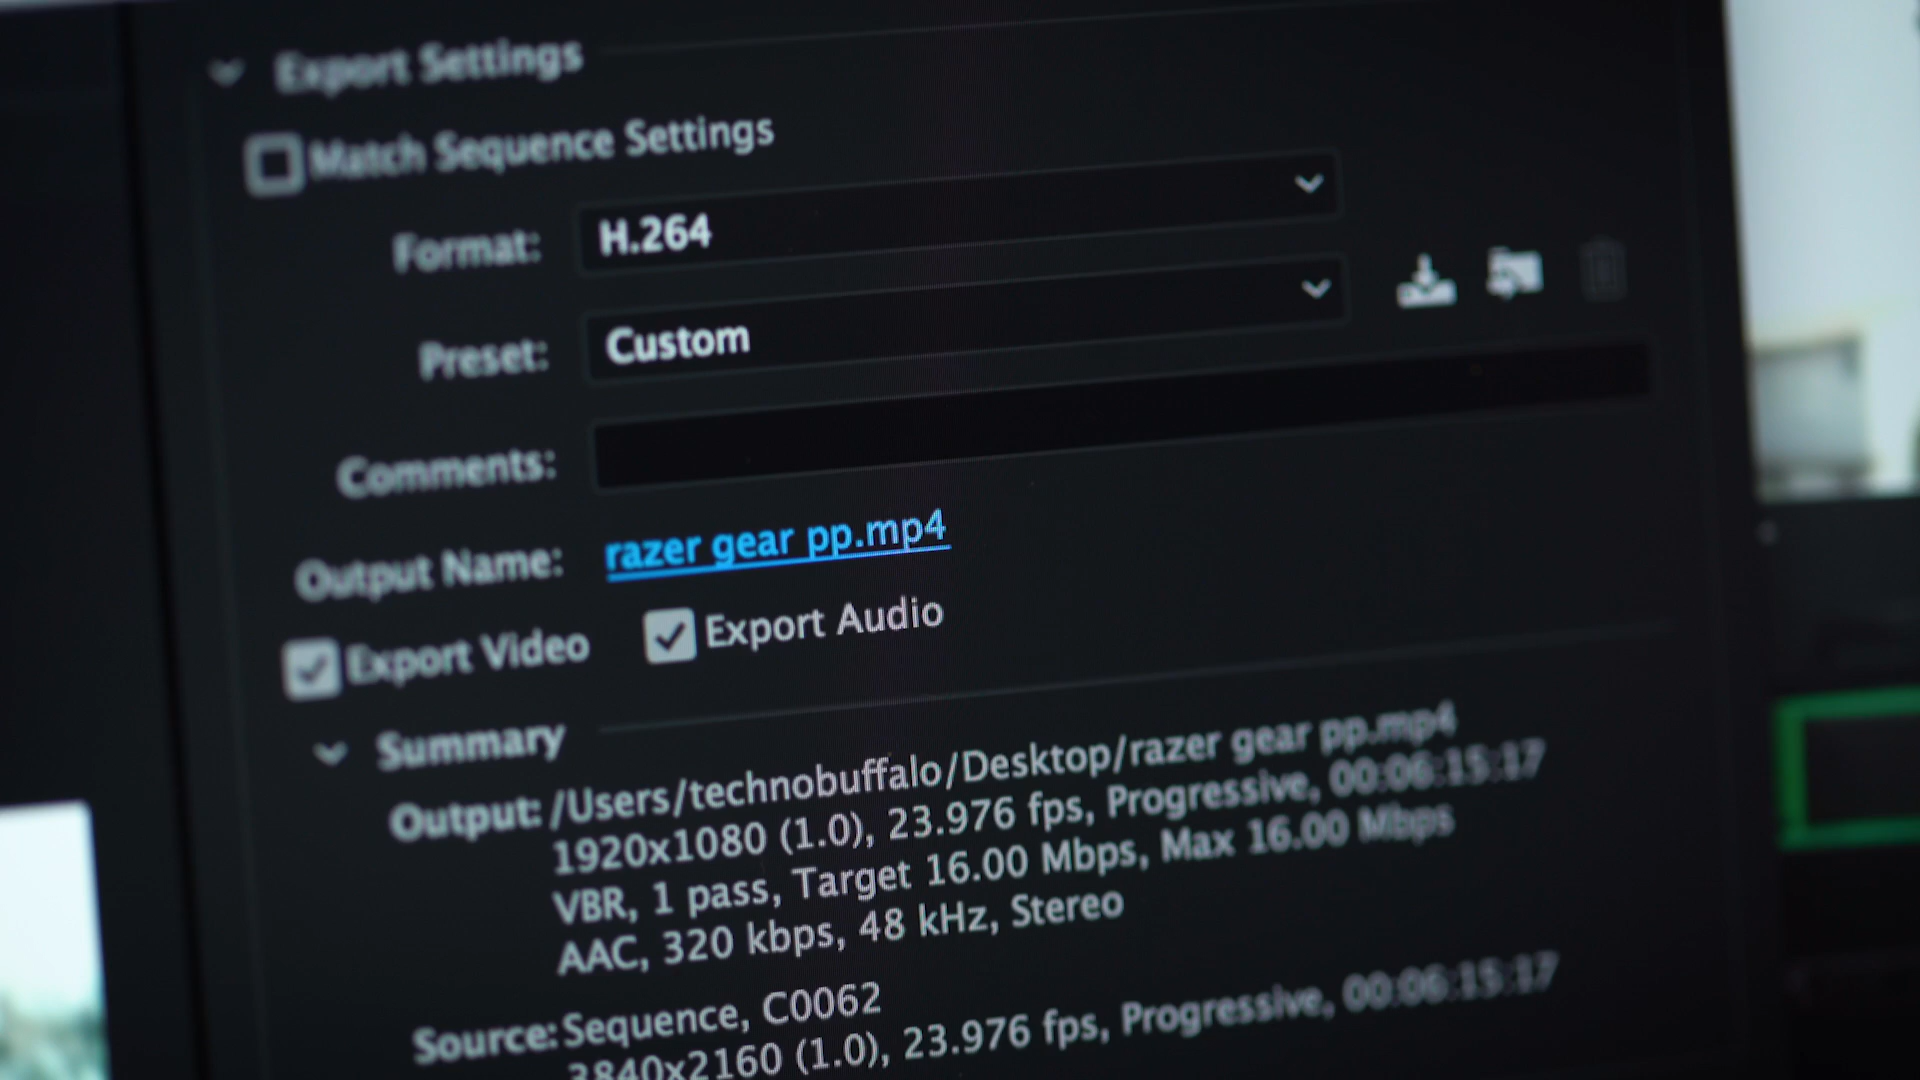 Export Settings
Match Sequence Settings
Format: H.264
Preset: Custom
Comments:
Output Name: razer gear pp.mp4
Export Video Export Audio
Summary
Output: /Users/technobuffalo/Desktop/razer gear pp.mp4
1920x1080 (1.0), 23.976 fps, Progressive, 00:06:15:17
VBR, 1 pass, Target 16.00 Mbps, Max 16.00 Mbps
AAC, 320 kbps, 48 kHz, Stereo
Source: Sequence, C0062
3840x2160 (1.0), 23.976 fps, Progressive, 00:06:15:17